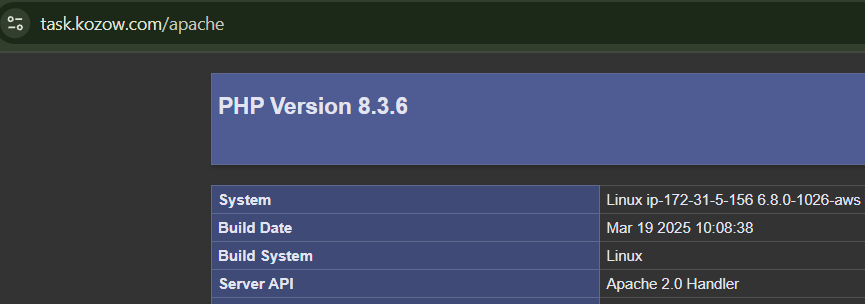 task.kozow.com/apache
PHP Version 8.3.6
System Linux ip-172-31-5-156 6.8.0-1026-aws
Build Date Mar 19 2025 10:08:38
Build System Linux
Server API Apache 2.0 Handler